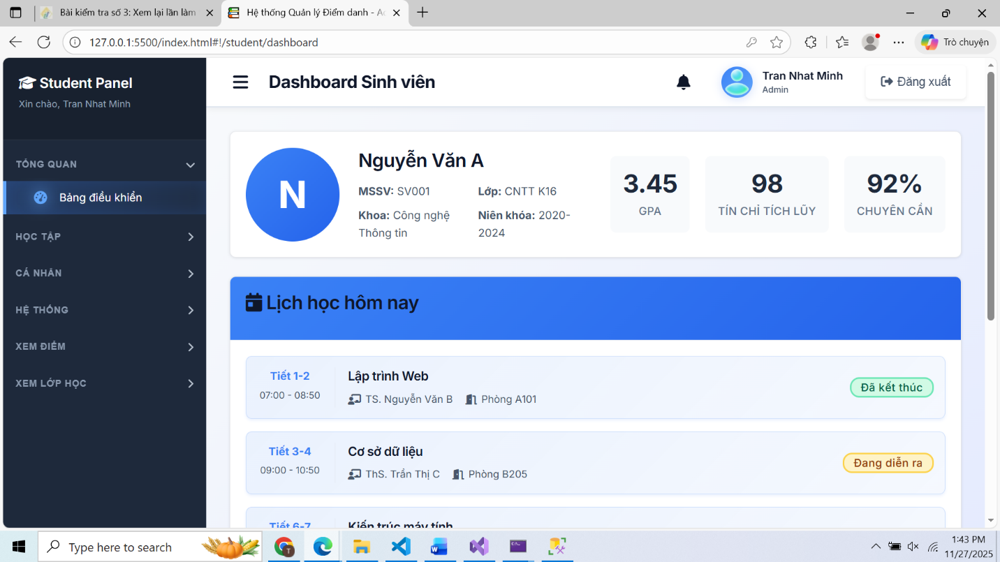 Bài kiểm tra số 3: Xem lại lần làm
Hệ thống Quản lý Điểm danh - Ad
127.0.0.1:5500/index.html#!/student/dashboard
Trò chuyện
Student Panel
Xin chào, Tran Nhat Minh
TỔNG QUAN
Bảng điều khiển
HỌC TẬP
CÁ NHÂN
HỆ THỐNG
XEM ĐIỂM
XEM LỚP HỌC
Dashboard Sinh viên
Tran Nhat Minh
Admin
Đăng xuất
N
Nguyễn Văn A
MSSV: SV001
Lớp: CNTT K16
Khoa: Công nghệ
Thông tin
Niên khóa: 2020-
2024
3.45
GPA
98
TÍN CHỈ TÍCH LŨY
92%
CHUYÊN CẦN
Lịch học hôm nay
Tiết 1-2
07:00 - 08:50
Lập trình Web
TS. Nguyễn Văn B Phòng A101
Đã kết thúc
Tiết 3-4
09:00 - 10:50
Cơ sở dữ liệu
ThS. Trần Thị C Phòng B205
Đang diễn ra
Tiết 6-7
Kiến trúc máy tính
Type here to search
T
1:43 PM
11/27/2025